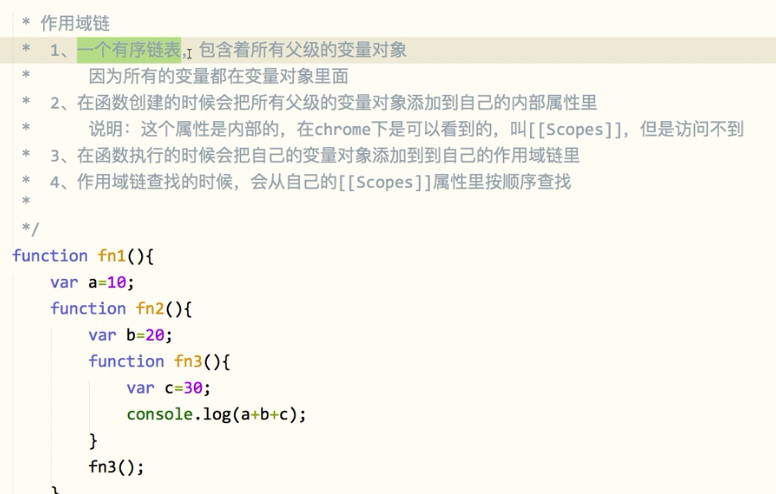 * 作用域链
* 1、一个有序链表，包含着所有父级的变量对象
* 因为所有的变量都在变量对象里面
* 2、在函数创建的时候会把所有父级的变量对象添加到自己的内部属性里
* 说明：这个属性是内部的，在chrome下是可以看到的，叫[[Scopes]]，但是访问不到
* 3、在函数执行的时候会把自己的变量对象添加到到自己的作用域链里
* 4、作用域链查找的时候，会从自己的[[Scopes]]属性里按顺序查找
*
*/
function fn1(){
var a=10;
function fn2(){
var b=20;
function fn3(){
var c=30;
console.log(a+b+c);
}
fn3();
}